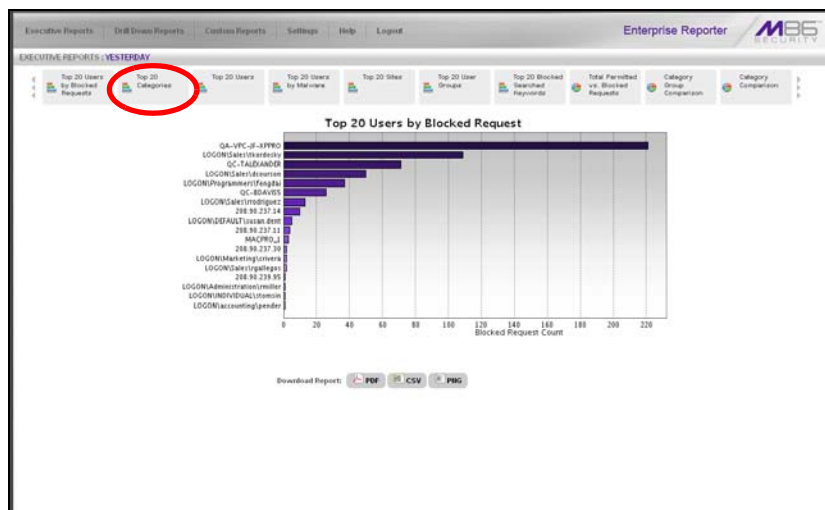 Executive Reports Drill Down Reports Custom Reports Settings Help Logout
Enterprise Reporter
M86
SECURITY
EXECUTIVE REPORTS : YESTERDAY
Top 20 Users by Blocked Requests
Top 20 Categories
Top 20 Users
Top 20 Users by Malware
Top 20 Sites
Top 20 User Groups
Top 20 Blocked Searched Keywords
Total Permitted vs. Blocked Requests
Category Group Comparison
Category Comparison
Top 20 Users by Blocked Request
QA-VPC-JF-XPPRO
LOGON\Sales\tkerdosky
QC-TALEXANDER
LOGON\Sales\dcourson
LOGON\Programmers\fengdai
QC-BDAVISS
LOGON\Sales\rrodriguez
208.90.237.14
LOGON\DEFAULT\susan.dent
208.90.237.11
MACPRO_1
208.90.237.30
LOGON\Marketing\crivera
LOGON\Sales\rgallegos
208.90.239.95
LOGON\Administration\rmiller
LOGON\INDIVIDUAL\stomsin
LOGON\accounting\pender
0 20 40 60 80 100 120 140 160 180 200 220
Blocked Request Count
Download Report: PDF CSV PNG